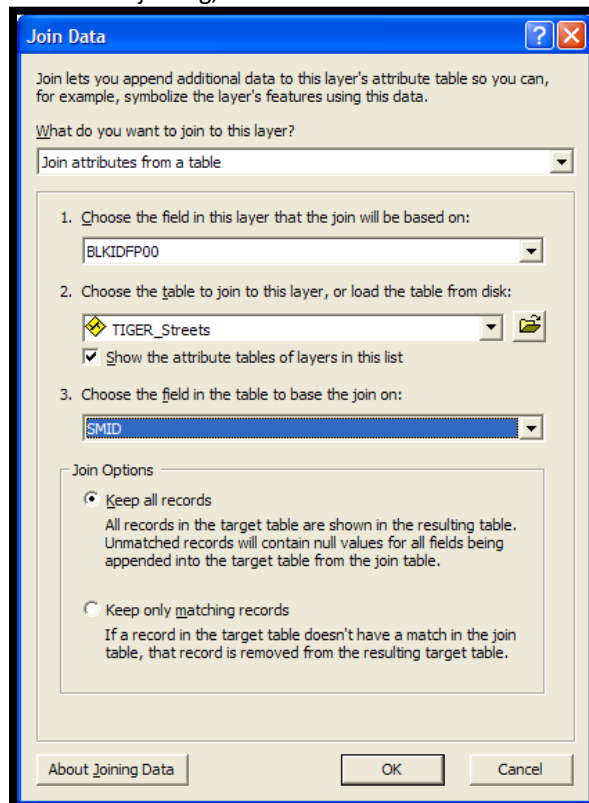 Join Data
Join lets you append additional data to this layer's attribute table so you can,
for example, symbolize the layer's features using this data.
What do you want to join to this layer?
Join attributes from a table
1. Choose the field in this layer that the join will be based on:
BLKIDFP00
2. Choose the table to join to this layer, or load the table from disk:
TIGER_Streets
Show the attribute tables of layers in this list
3. Choose the field in the table to base the join on:
SMID
Join Options
Keep all records
All records in the target table are shown in the resulting table.
Unmatched records will contain null values for all fields being
appended into the target table from the join table.
Keep only matching records
If a record in the target table doesn't have a match in the join
table, that record is removed from the resulting target table.
About Joining Data
OK
Cancel